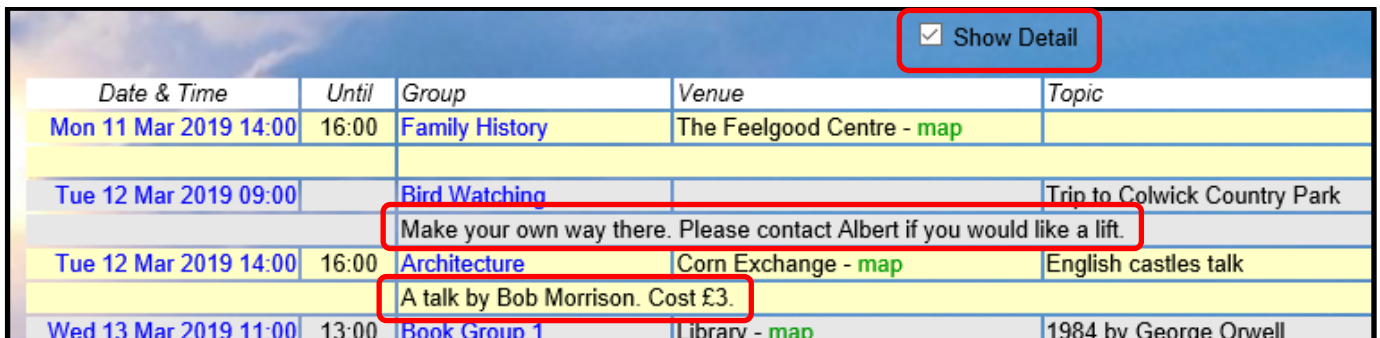 Show Detail
Date & Time Until Group Venue Topic
Mon 11 Mar 2019 14:00 16:00 Family History The Feelgood Centre - map
Tue 12 Mar 2019 09:00 Bird Watching Trip to Colwick Country Park
Make your own way there. Please contact Albert if you would like a lift.
Tue 12 Mar 2019 14:00 16:00 Architecture Corn Exchange - map English castles talk
A talk by Bob Morrison. Cost £3.
Wed 13 Mar 2019 11:00 13:00 Book Group 1 Library - map 1984 by George Orwell